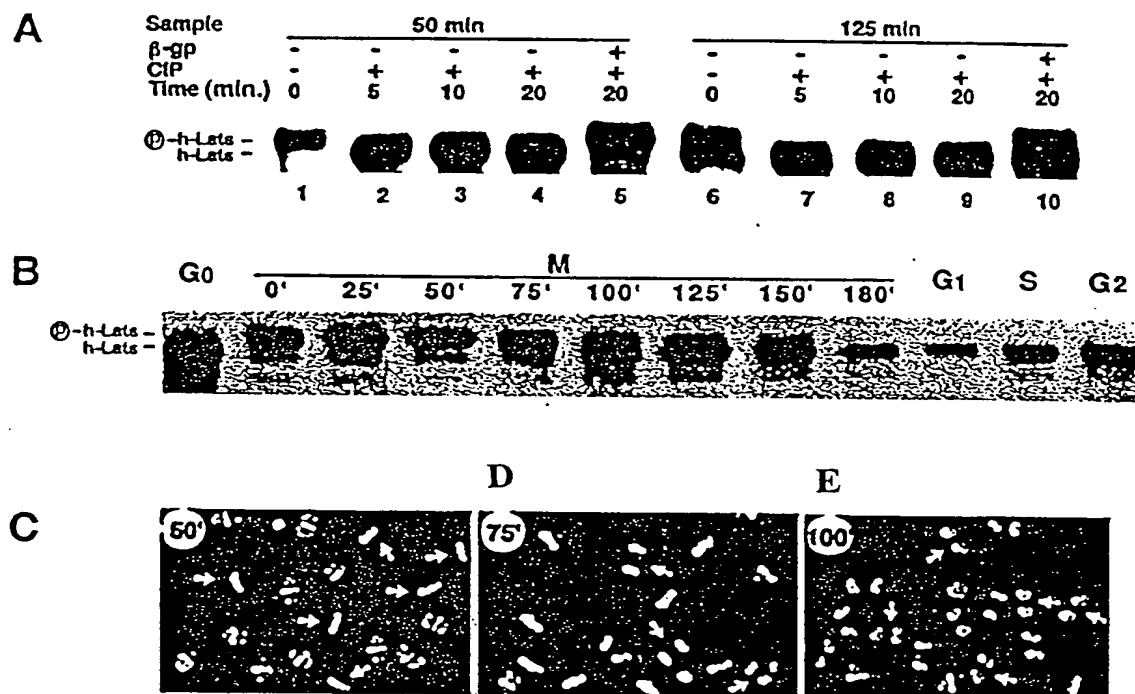 A
Sample 50 min 125 min
β-gp - - - - + - - - - +
CIP - + + + + - + + + +
Time (min.) 0 5 10 20 20 0 5 10 20 20
ⓟ-h-Lats -
h-Lats -
1 2 3 4 5 6 7 8 9 10
B
G0 M G1 S G2
0' 25' 50' 75' 100' 125' 150' 180'
ⓟ-h-Lats -
h-Lats -
D E
C
50' 75' 100'